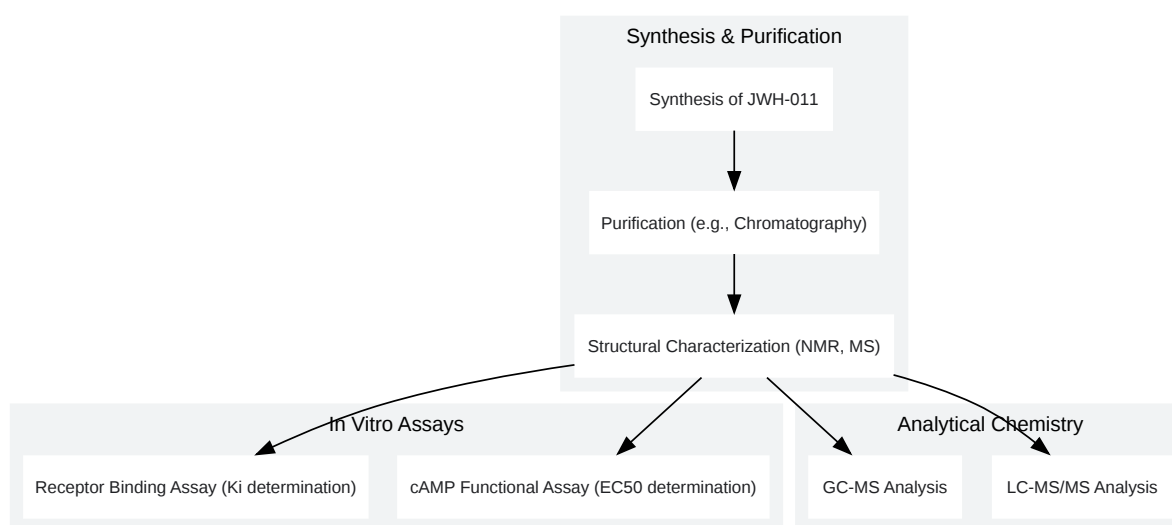 Synthesis & Purification
Synthesis of JWH-011
Purification (e.g., Chromatography)
Structural Characterization (NMR, MS)
In Vitro Assays
Analytical Chemistry
Receptor Binding Assay (Ki determination)
cAMP Functional Assay (EC50 determination)
GC-MS Analysis
LC-MS/MS Analysis